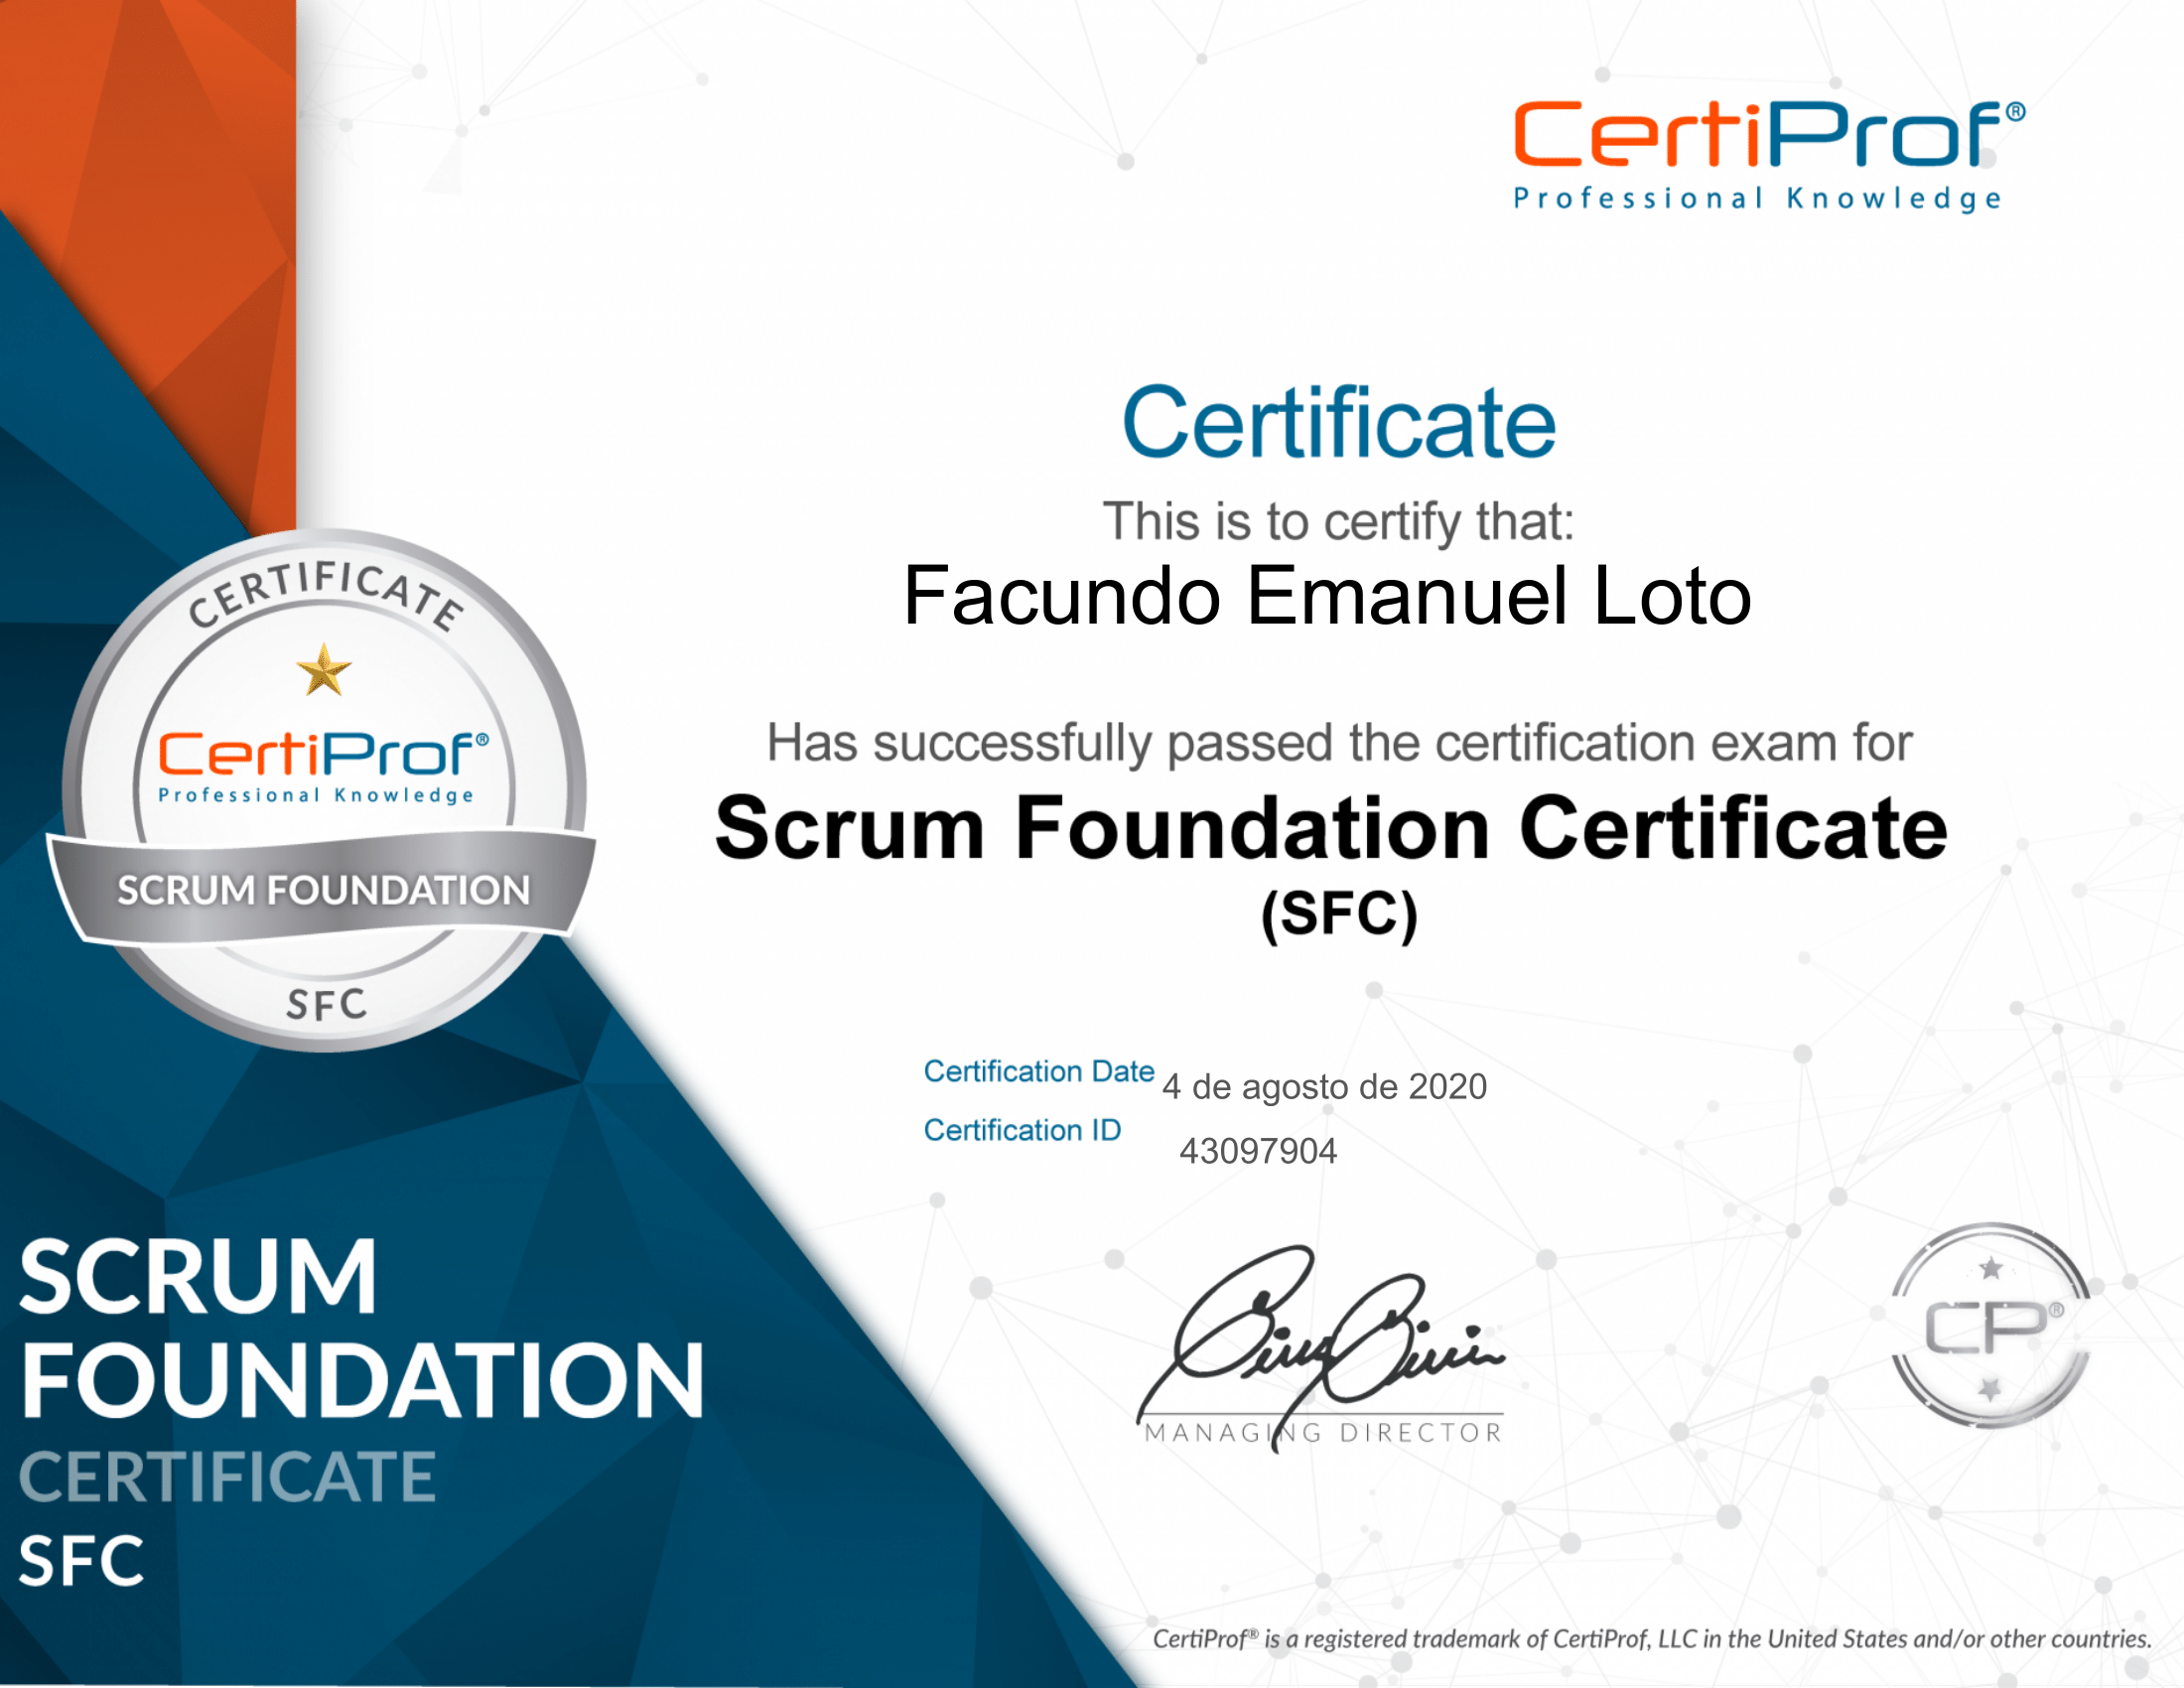 CertiProf®
Professional Knowledge
Certificate
This is to certify that:
Facundo Emanuel Loto
Has successfully passed the certification exam for
Scrum Foundation Certificate
(SFC)
CERTIFICATE
CertiProf®
Professional Knowledge
SCRUM FOUNDATION
SFC
Certification Date 4 de agosto de 2020
Certification ID 43097904
MANAGING DIRECTOR
CP®
SCRUM
FOUNDATION
CERTIFICATE
SFC
CertiProf® is a registered trademark of CertiProf, LLC in the United States and/or other countries.